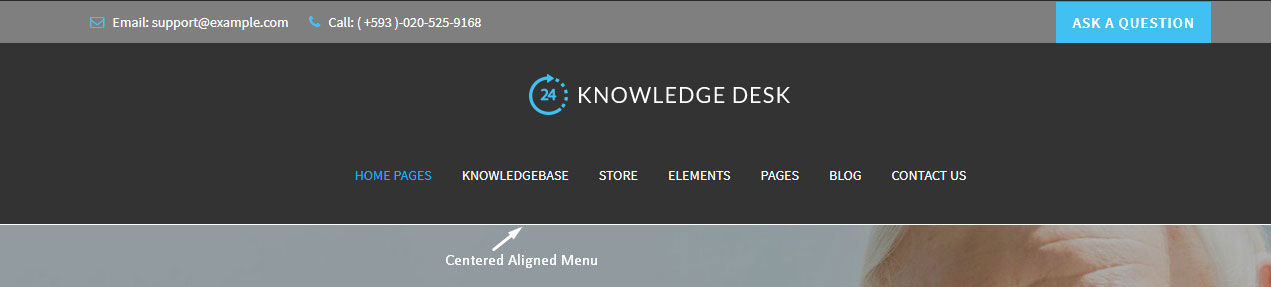 Email: support@example.com Call: ( +593 )-020-525-9168 ASK A QUESTION
24 KNOWLEDGE DESK
HOME PAGES KNOWLEDGEBASE STORE ELEMENTS PAGES BLOG CONTACT US
Centered Aligned Menu